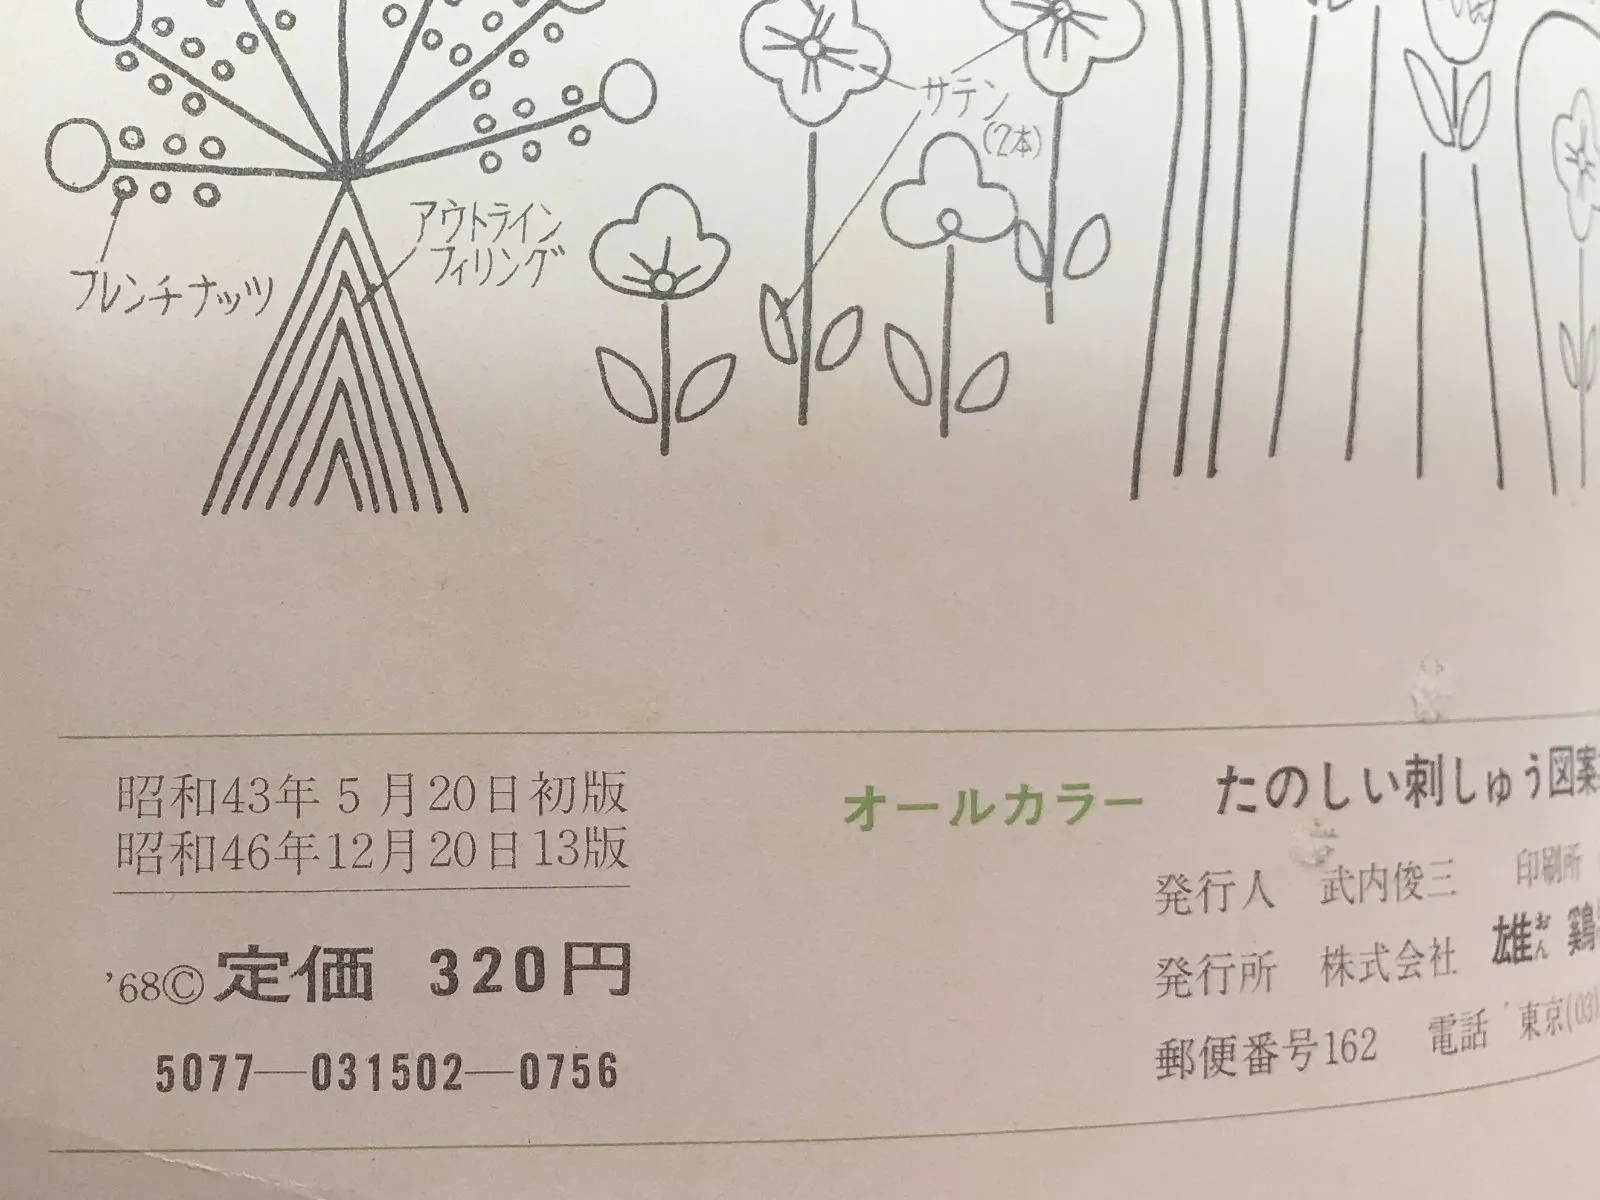 サテン
(2本)
アウトライン
フィリング
フレンチナッツ
昭和43年5月20日初版
昭和46年12月20日13版
'68©定価 320円
5077—031502—0756
オールカラー たのしい刺しゅう図案
発行人 武内俊三 印刷所
発行所 株式会社 雄おん鶏
郵便番号162 電話 東京(03)